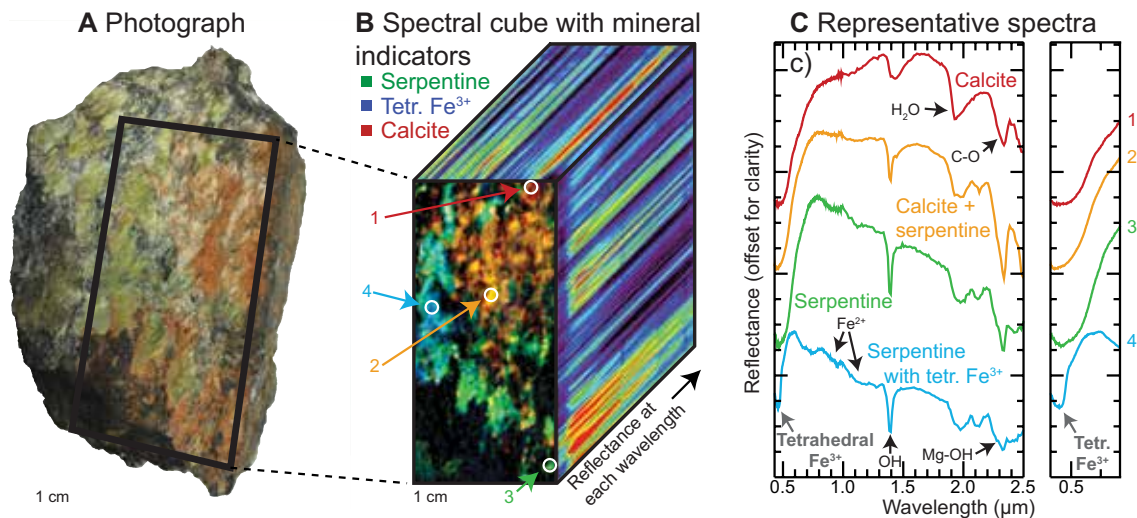 A Photograph
B Spectral cube with mineral
indicators
Serpentine
Tetr. Fe³⁺
Calcite
1
4
2
3
1 cm
1 cm
Reflectance at
each wavelength
C Representative spectra
c)
Calcite
H₂O
C-O
Calcite +
serpentine
Serpentine
Fe²⁺
Serpentine
with tetr. Fe³⁺
Tetrahedral
Fe³⁺
OH
Mg-OH
Reflectance (offset for clarity)
0.5 1.0 1.5 2.0 2.5
Wavelength (µm)
1
2
3
4
Tetr.
Fe³⁺
0.5